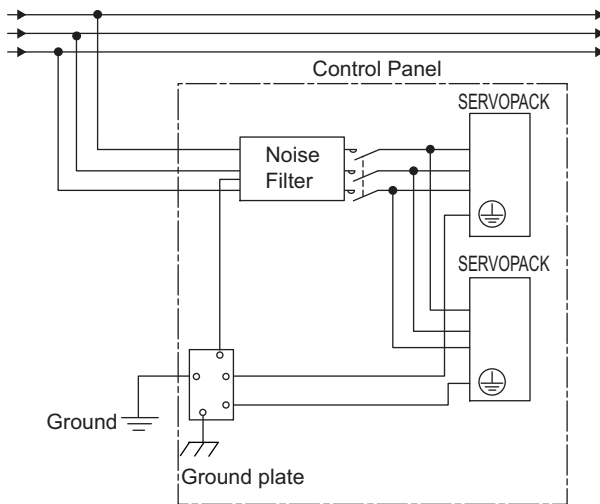 Control Panel
SERVOPACK
Noise
Filter
SERVOPACK
Ground
Ground plate